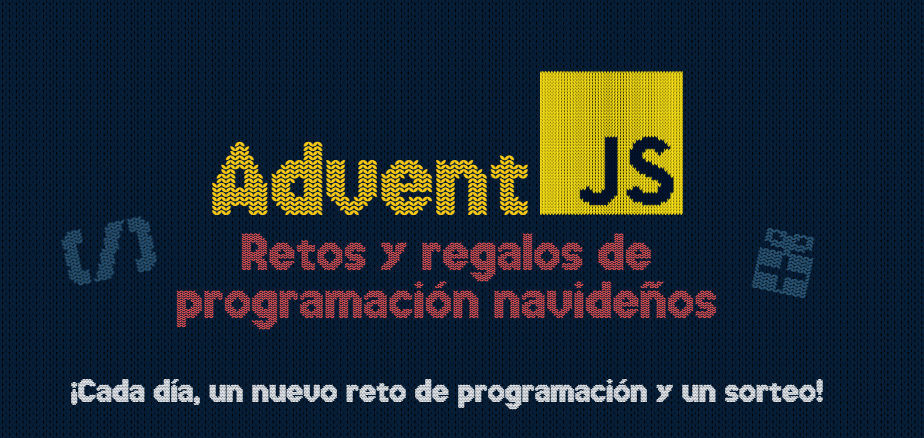 Advent JS
Retos y regalos de
programación navideños
{/}
¡Cada día, un nuevo reto de programación y un sorteo!